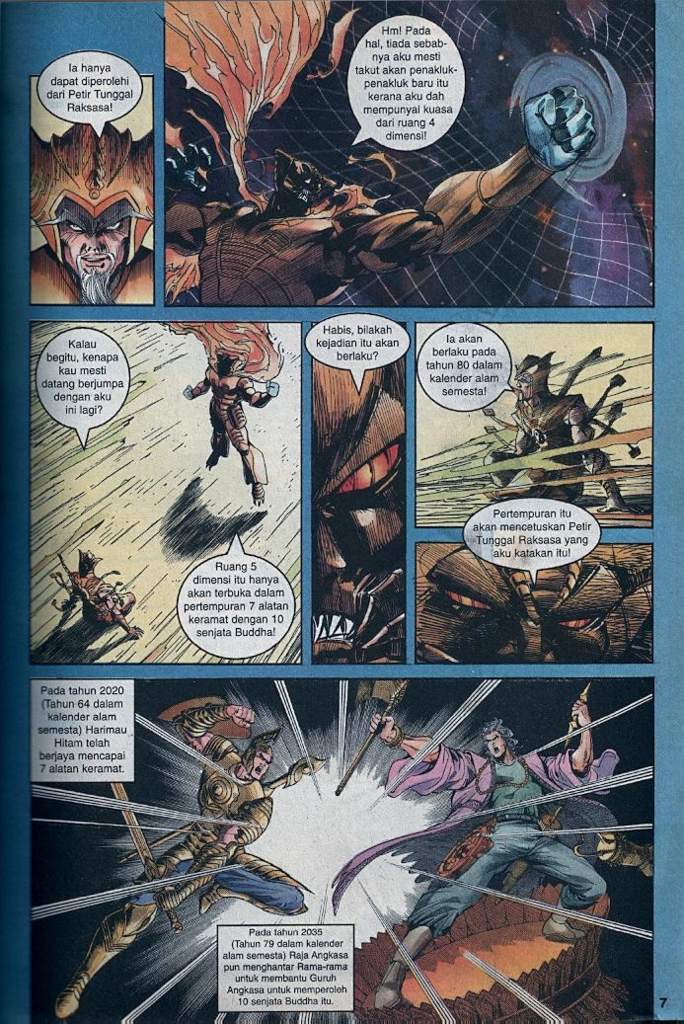 Ia hanya
dapat diperolehi
dari Petir Tunggal
Raksasa!
Hm! Pada
hal, tiada sebab-
nya aku mesti
takut akan penakluk-
penakluk baru itu
kerana aku dah
mempunyai kuasa
dari ruang 4
dimensi!
Kalau
begitu, kenapa
kau mesti
datang berjumpa
dengan aku
ini lagi?
Ruang 5
dimensi itu hanya
akan terbuka dalam
pertempuran 7 alatan
keramat dengan 10
senjata Buddha!
Habis, bilakah
kejadian itu akan
berlaku?
Ia akan
berlaku pada
tahun 80 dalam
kalender alam
semesta!
Pertempuran itu
akan mencetuskan Petir
Tunggal Raksasa yang
aku katakan itu!
Pada tahun 2020
(Tahun 64 dalam
kalender alam
semesta) Harimau
Hitam telah
berjaya mencapai
7 alatan keramat.
Pada tahun 2035
(Tahun 79 dalam kalender
alam semesta) Raja Angkasa
pun menghantar Rama-rama
untuk membantu Guruh
Angkasa untuk memperoleh
10 senjata Buddha itu.
7